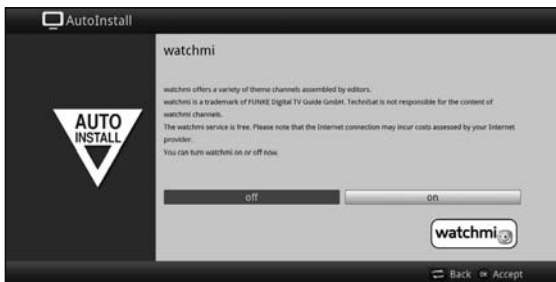 AutoInstall
watchmi
watchmi offers a variety of theme channels assembled by editors.
watchmi is a trademark of FUNKE Digital TV Guide GmbH. TechniSat is not responsible for the content of
watchmi channels.
The watchmi service is free. Please note that the Internet connection may incur costs assessed by your Internet
provider.
You can turn watchmi on or off now.
AUTO
INSTALL
off on
watchmi
Back OK Accept